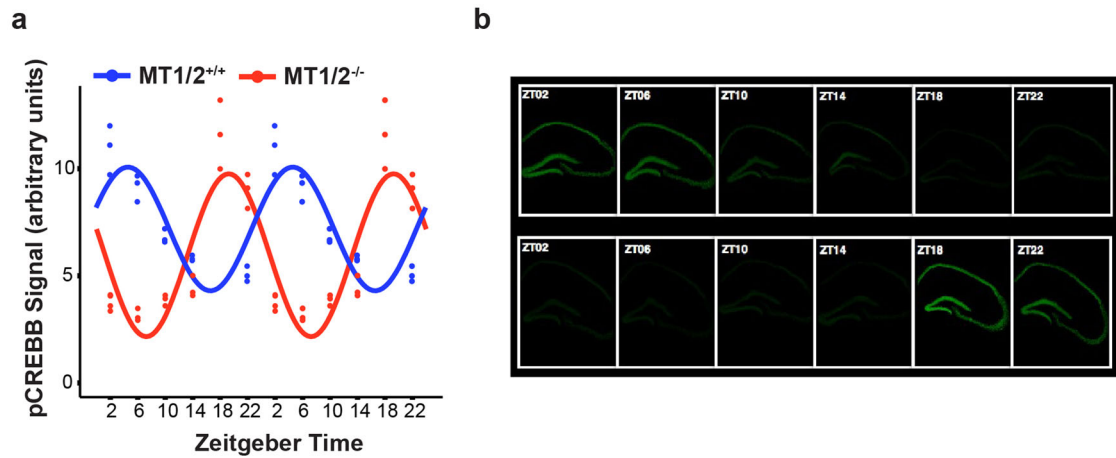 a
b
MT1/2+/+ MT1/2-/-
pCREBB Signal (arbitrary units)
10
5
0
2 6 10 14 18 22 2 6 10 14 18 22
Zeitgeber Time
ZT02 ZT06 ZT10 ZT14 ZT18 ZT22
ZT02 ZT06 ZT10 ZT14 ZT18 ZT22